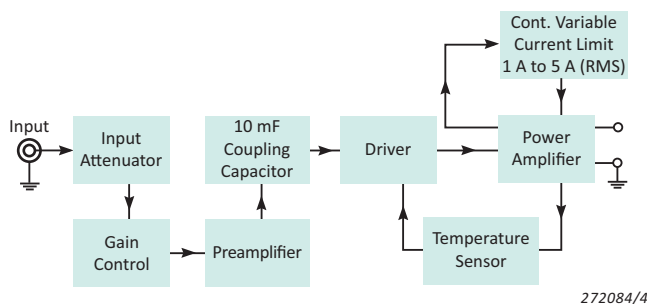 Cont. Variable
Current Limit
1 A to 5 A (RMS)
Input
Input
Attenuator
10 mF
Coupling
Capacitor
Driver
Power
Amplifier
Gain
Control
Preamplifier
Temperature
Sensor
272084/4